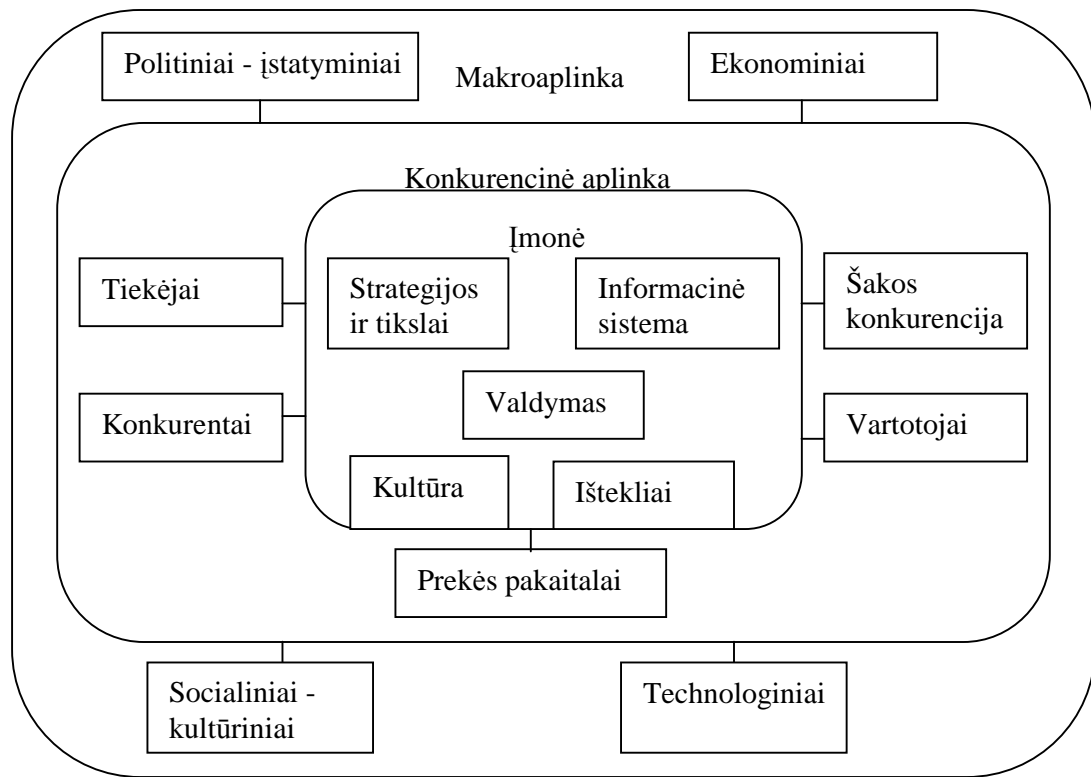 Politiniai - įstatyminiai
Makroaplinka
Ekonominiai
Konkurencinė aplinka
Įmonė
Tiekėjai
Strategijos
ir tikslai
Informacinė
sistema
Šakos
konkurencija
Konkurentai
Valdymas
Vartotojai
Kultūra
Ištekliai
Prekės pakaitalai
Socialiniai -
kultūriniai
Technologiniai